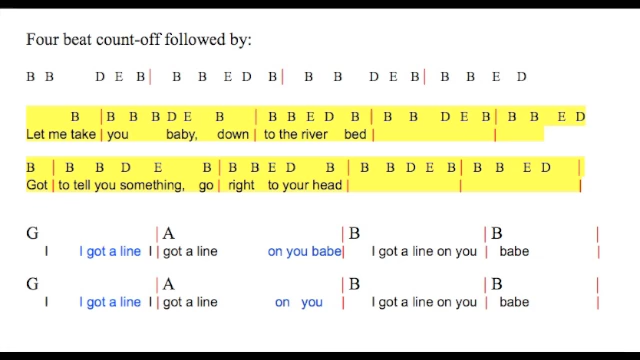 Four beat count-off followed by:
B B D E B| B B E D B| B B D E B| B B E D
B |B B B D E B | B B E D B | B B D E B| B B E D
Let me take | you baby, down | to the river bed | |
B | B B D E B | B B E D B | B B D E B | B B E D |
Got | to tell you something, go | right to your head | | |
G | A | B | B |
I I got a line I | got a line on you babe| I got a line on you | babe |
G | A | B | B |
I I got a line I | got a line on you | I got a line on you | babe |